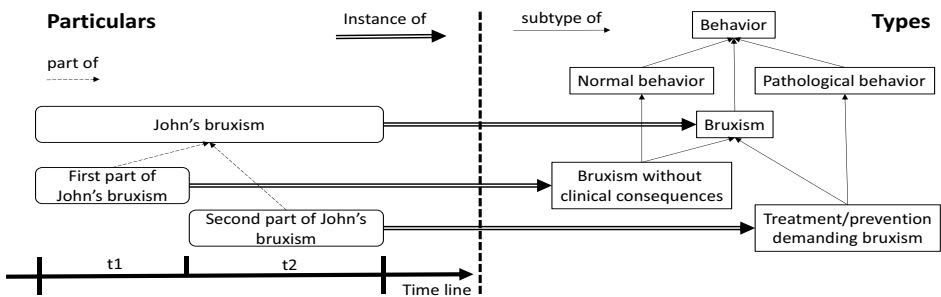 Particulars
Instance of
subtype of
Behavior
Types
part of
Normal behavior
Pathological behavior
John's bruxism
Bruxism
First part of
John's bruxism
Bruxism without
clinical consequences
Second part of John's
bruxism
Treatment/prevention
demanding bruxism
t1
t2
Time line